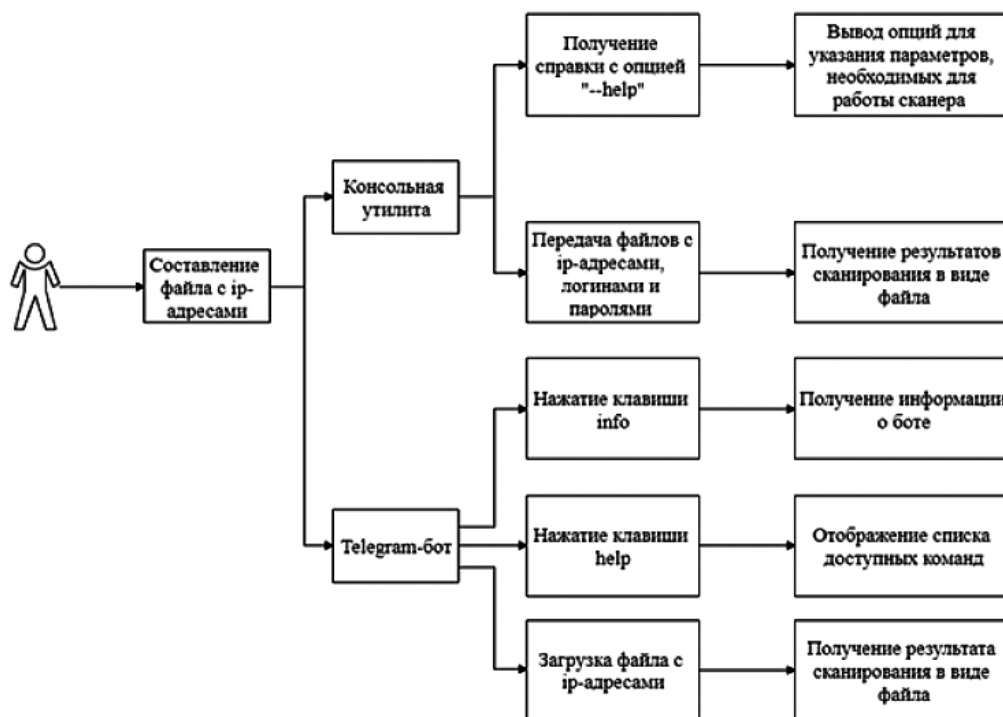 Получение
справки с опцией
"--help"
Вывод опций для
указания параметров,
необходимых для
работы сканера
Консольная
утилита
Составление
файла с ip-
адресами
Передача файлов с
ip-адресами,
логинами и
паролями
Получение результатов
сканирования в виде
файла
Нажатие клавиши
info
Получение информации
о боте
Telegram-бот
Нажатие клавиши
help
Отображение списка
доступных команд
Загрузка файла с
ip-адресами
Получение результата
сканирования в виде
файла